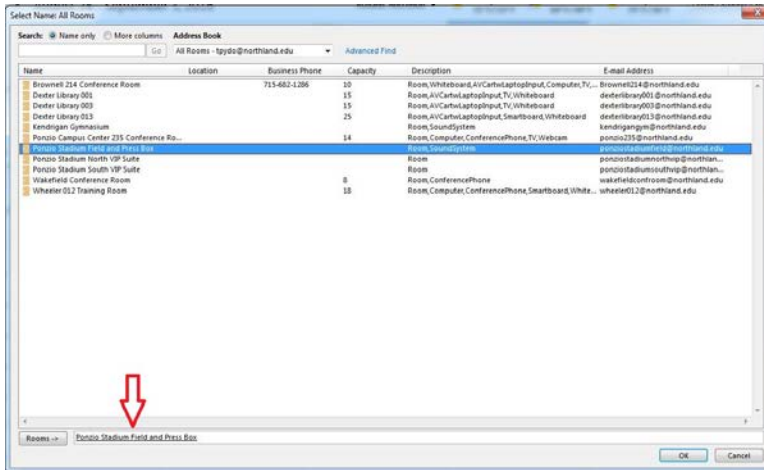 Select Name: All Rooms
Search: Name only More columns Address Book
Go All Rooms - tpydo@northland.edu Advanced Find
Name Location Business Phone Capacity Description E-mail Address
Brownell 214 Conference Room 715-682-1286 10 Room,Whiteboard,AVCartwLaptopInput,Computer,TV,... Brownell214@northland.edu
Dexter Library 001 15 Room,AVCartwLaptopInput,TV,Whiteboard dexterlibrary001@northland.edu
Dexter Library 003 15 Room,AVCartwLaptopInput,TV,Whiteboard dexterlibrary003@northland.edu
Dexter Library 013 25 Room,AVCartwLaptopInput,Smartboard,Whiteboard dexterlibrary013@northland.edu
Kendrigan Gymnasium Room,SoundSystem kendrigangym@northland.edu
Ponzio Campus Center 235 Conference Ro... 14 Room,Computer,ConferencePhone,TV,Webcam ponzio235@northland.edu
Ponzio Stadium Field and Press Box Room,SoundSystem ponziostadiumfield@northland.edu
Ponzio Stadium North VIP Suite Room ponziostadiumnorthvip@northlan...
Ponzio Stadium South VIP Suite Room ponziostadiumsouthvip@northlan...
Wakefield Conference Room 8 Room,ConferencePhone wakefieldconfroom@northland.edu
Wheeler 012 Training Room 18 Room,Computer,ConferencePhone,Smartboard,White... wheeler012@northland.edu
Rooms -> Ponzio Stadium Field and Press Box
OK Cancel